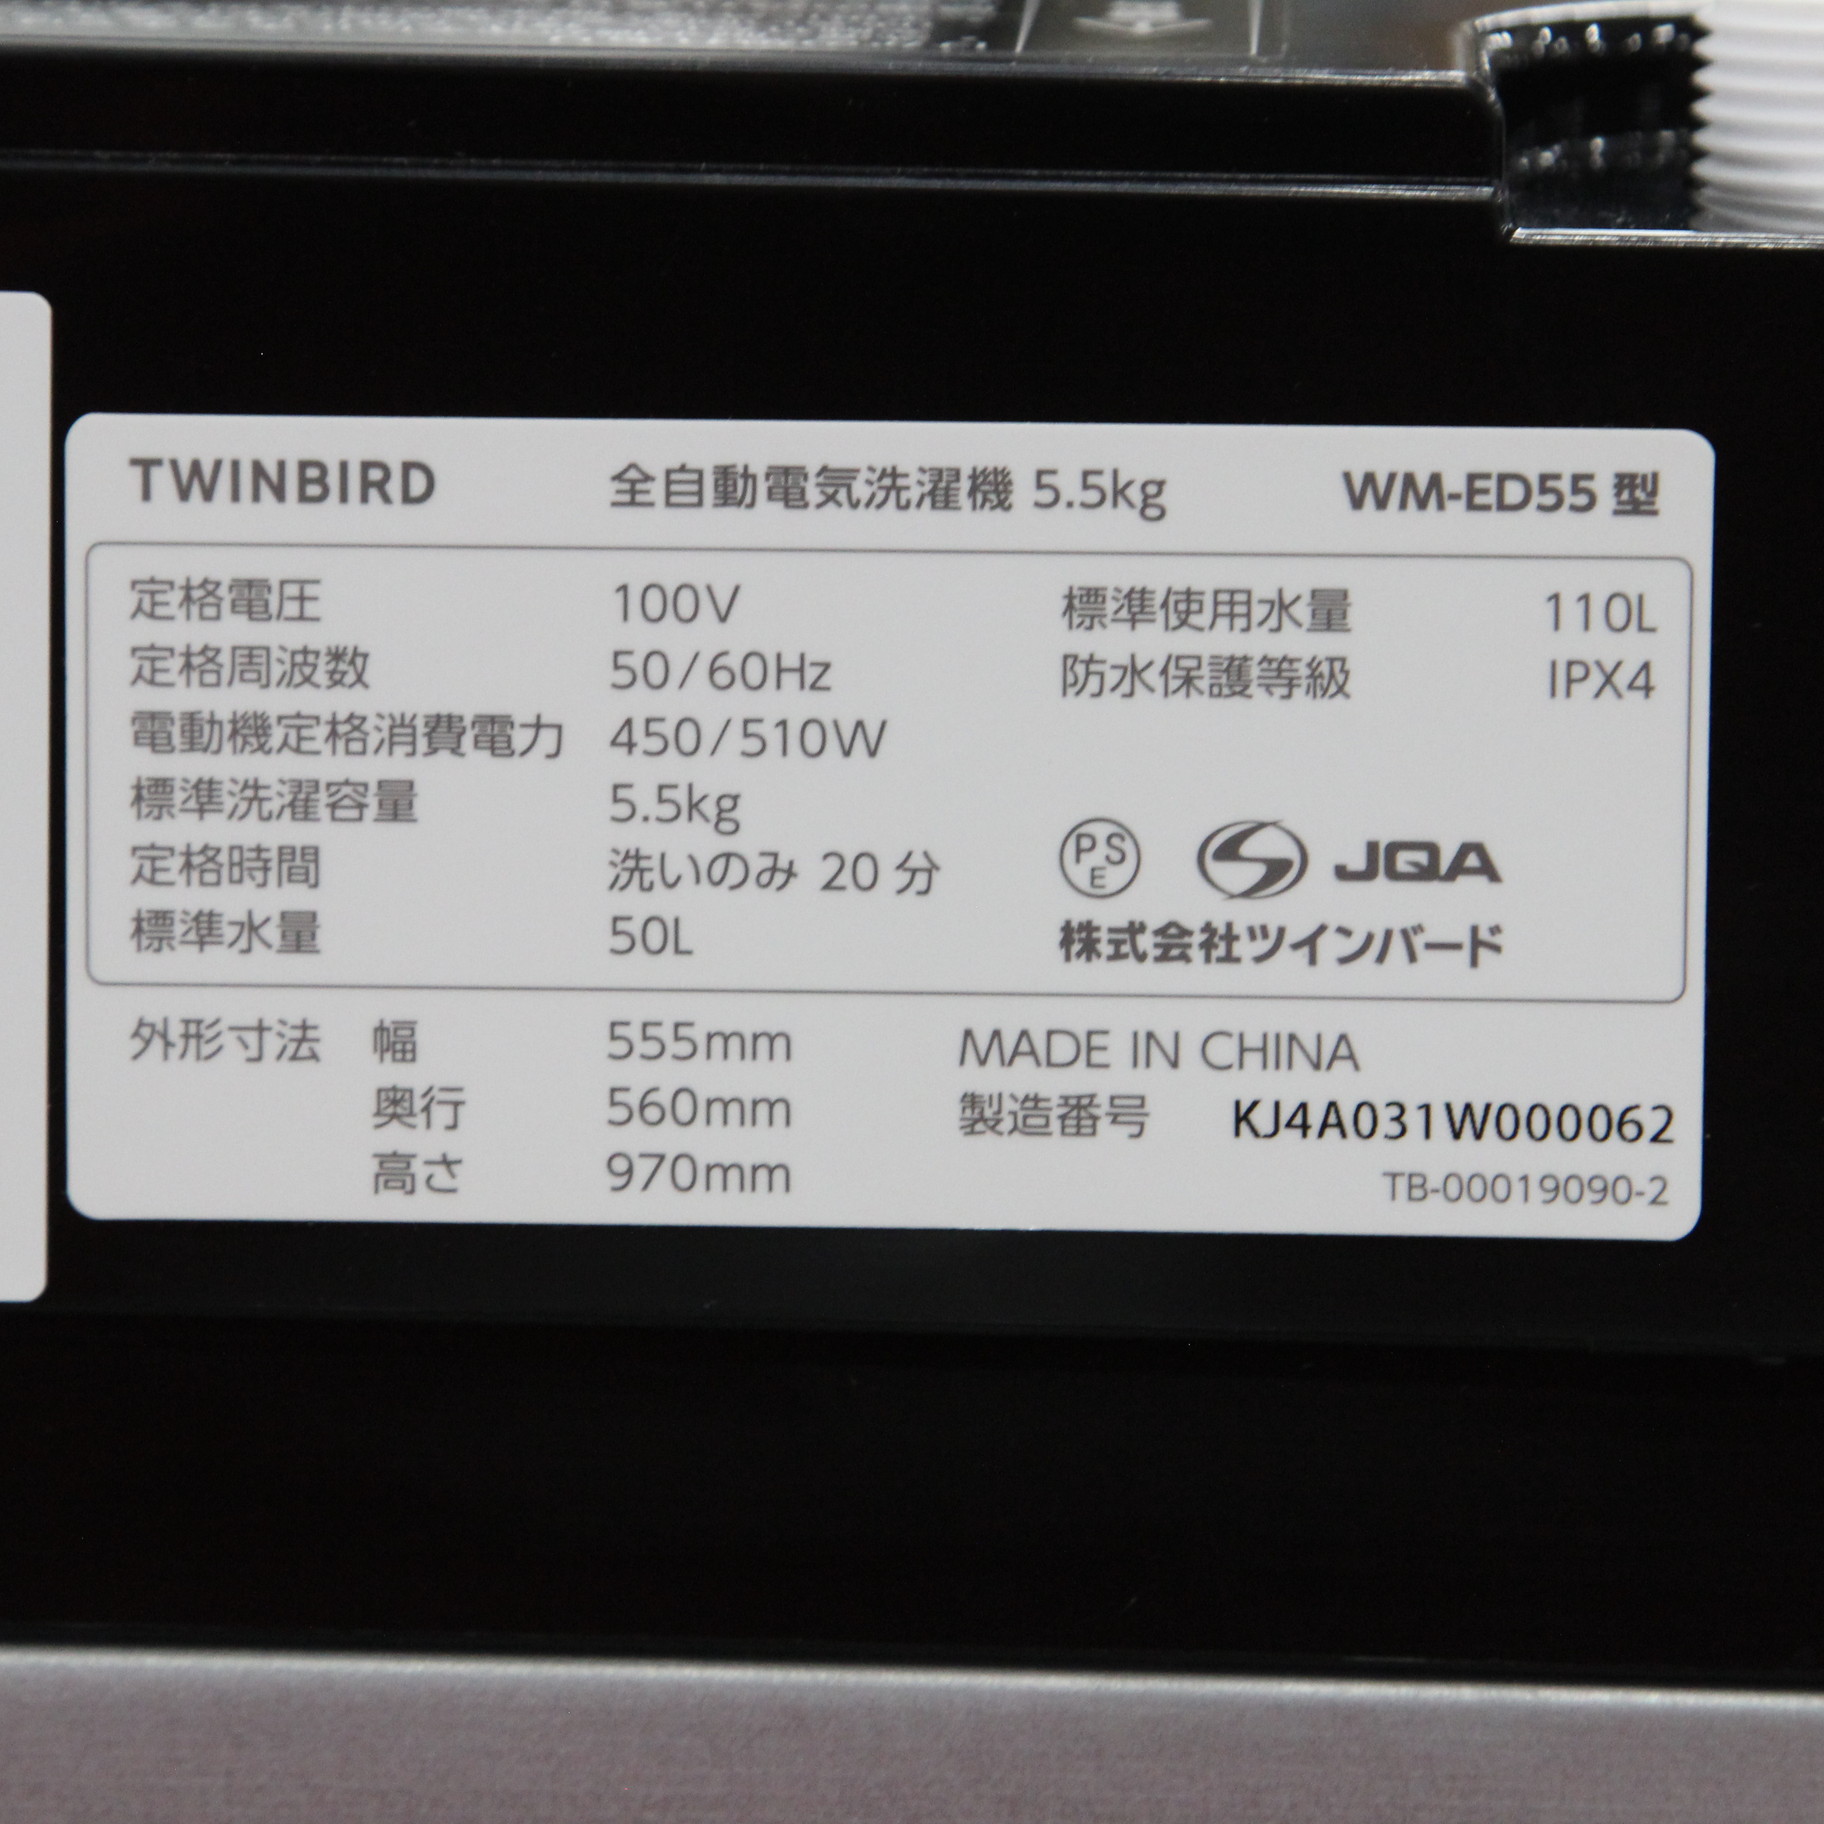 TWINBIRD 全自動電気洗濯機 5.5kg WM-ED55 型
定格電圧 100V 標準使用水量 110L
定格周波数 50/60Hz 防水保護等級 IPX4
電動機定格消費電力 450/510W
標準洗濯容量 5.5kg
定格時間 洗いのみ 20 分
標準水量 50L
PSE JQA
株式会社ツインバード
外形寸法 幅 555mm MADE IN CHINA
奥行 560mm 製造番号 KJ4A031W000062
高さ 970mm TB-00019090-2